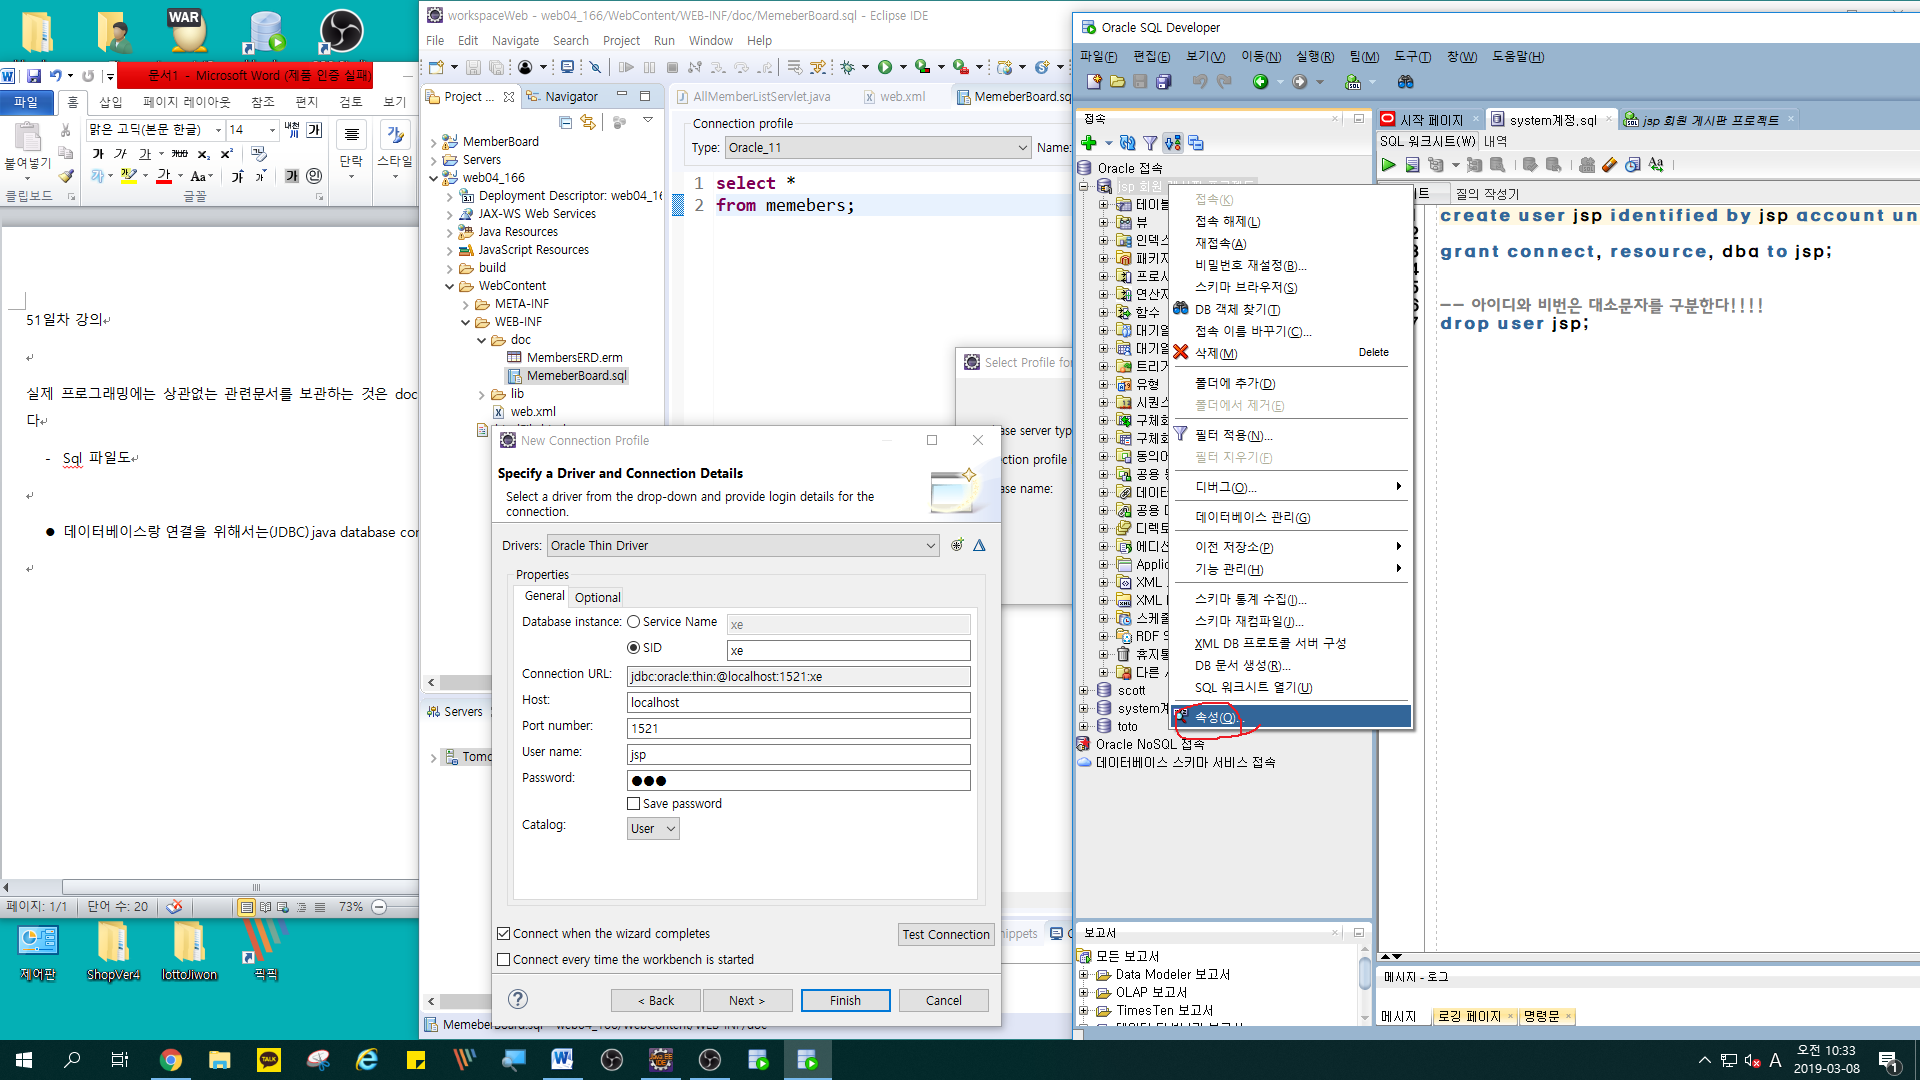 WAR
문서1 - Microsoft Word (제품 인증 실패)
파일
홈
삽입
페이지 레이아웃
참조
편지
검토
보기
맑은 고딕(본문 한글)
14
붙여넣기
단락
스타일
클립보드
글꼴
51일차 강의
실제 프로그래밍에는 상관없는 관련문서를 보관하는 것은 doc
다
- Sql 파일도
● 데이터베이스랑 연결을 위해서는(JDBC) java database con
페이지: 1/1
단어 수: 20
73%
제어판
ShopVer4
lottoJiwon
픽픽
workspaceWeb - web04_166/WebContent/WEB-INF/doc/MemeberBoard.sql - Eclipse IDE
File Edit Navigate Search Project Run Window Help
Project ...
Navigator
MemberBoard
Servers
web04_166
Deployment Descriptor: web04_16
JAX-WS Web Services
Java Resources
JavaScript Resources
build
WebContent
META-INF
WEB-INF
doc
MembersERD.erm
MemeberBoard.sql
lib
web.xml
Servers
Tomc
AllMemberListServlet.java
web.xml
MemeberBoard.sq
Connection profile
Type: Oracle_11
Name:
1 select *
2 from memebers;
Select Profile for
ase server typ
ction profile
ase name:
New Connection Profile
Specify a Driver and Connection Details
Select a driver from the drop-down and provide login details for the
connection.
Drivers: Oracle Thin Driver
Properties
General Optional
Database instance: Service Name xe
SID xe
Connection URL: jdbc:oracle:thin:@localhost:1521:xe
Host: localhost
Port number: 1521
User name: jsp
Password: ●●●
Save password
Catalog: User
Connect when the wizard completes
Test Connection
Connect every time the workbench is started
< Back
Next >
Finish
Cancel
nippets
MemeberBoard.sql - web04_166/WebContent/WEB-INF/doc
Oracle SQL Developer
파일(F) 편집(E) 보기(V) 이동(N) 실행(R) 팀(M) 도구(T) 창(W) 도움말(H)
접속
Oracle 접속
jsp 회원 게시판 프로젝트
테이블
뷰
인덱스
패키지
프로시
연산자
함수
대기열
대기열
트리거
유형
시퀀스
구체화
구체화
동의어
공용 동
데이터
공용 데
디렉토
에디션
Applic
XML
XML
스케줄
RDF 의
휴지통
다른 사
scott
system계
toto
Oracle NoSQL 접속
데이터베이스 스키마 서비스 접속
접속(K)
접속 해제(L)
재접속(A)
비밀번호 재설정(B)...
스키마 브라우저(S)
DB 객체 찾기(T)
접속 이름 바꾸기(C)...
삭제(M) Delete
폴더에 추가(D)
폴더에서 제거(E)
필터 적용(N)...
필터 지우기(F)
디버그(O)...
데이터베이스 관리(G)
이전 저장소(P)
기능 관리(H)
스키마 통계 수집(I)...
스키마 재컴파일(J)...
XML DB 프로토콜 서버 구성
DB 문서 생성(R)...
SQL 워크시트 열기(U)
속성(Q)...
보고서
모든 보고서
Data Modeler 보고서
OLAP 보고서
TimesTen 보고서
시작 페이지
system계정.sql
jsp 회원 게시판 프로젝트
SQL 워크시트(W) 내역
질의 작성기
create user jsp identified by jsp account un
grant connect, resource, dba to jsp;
-- 아이디와 비번은 대소문자를 구분한다!!!!
drop user jsp;
메시지 - 로그
메시지
로깅 페이지
명령문
TALK
A
오전 10:33
2019-03-08
1